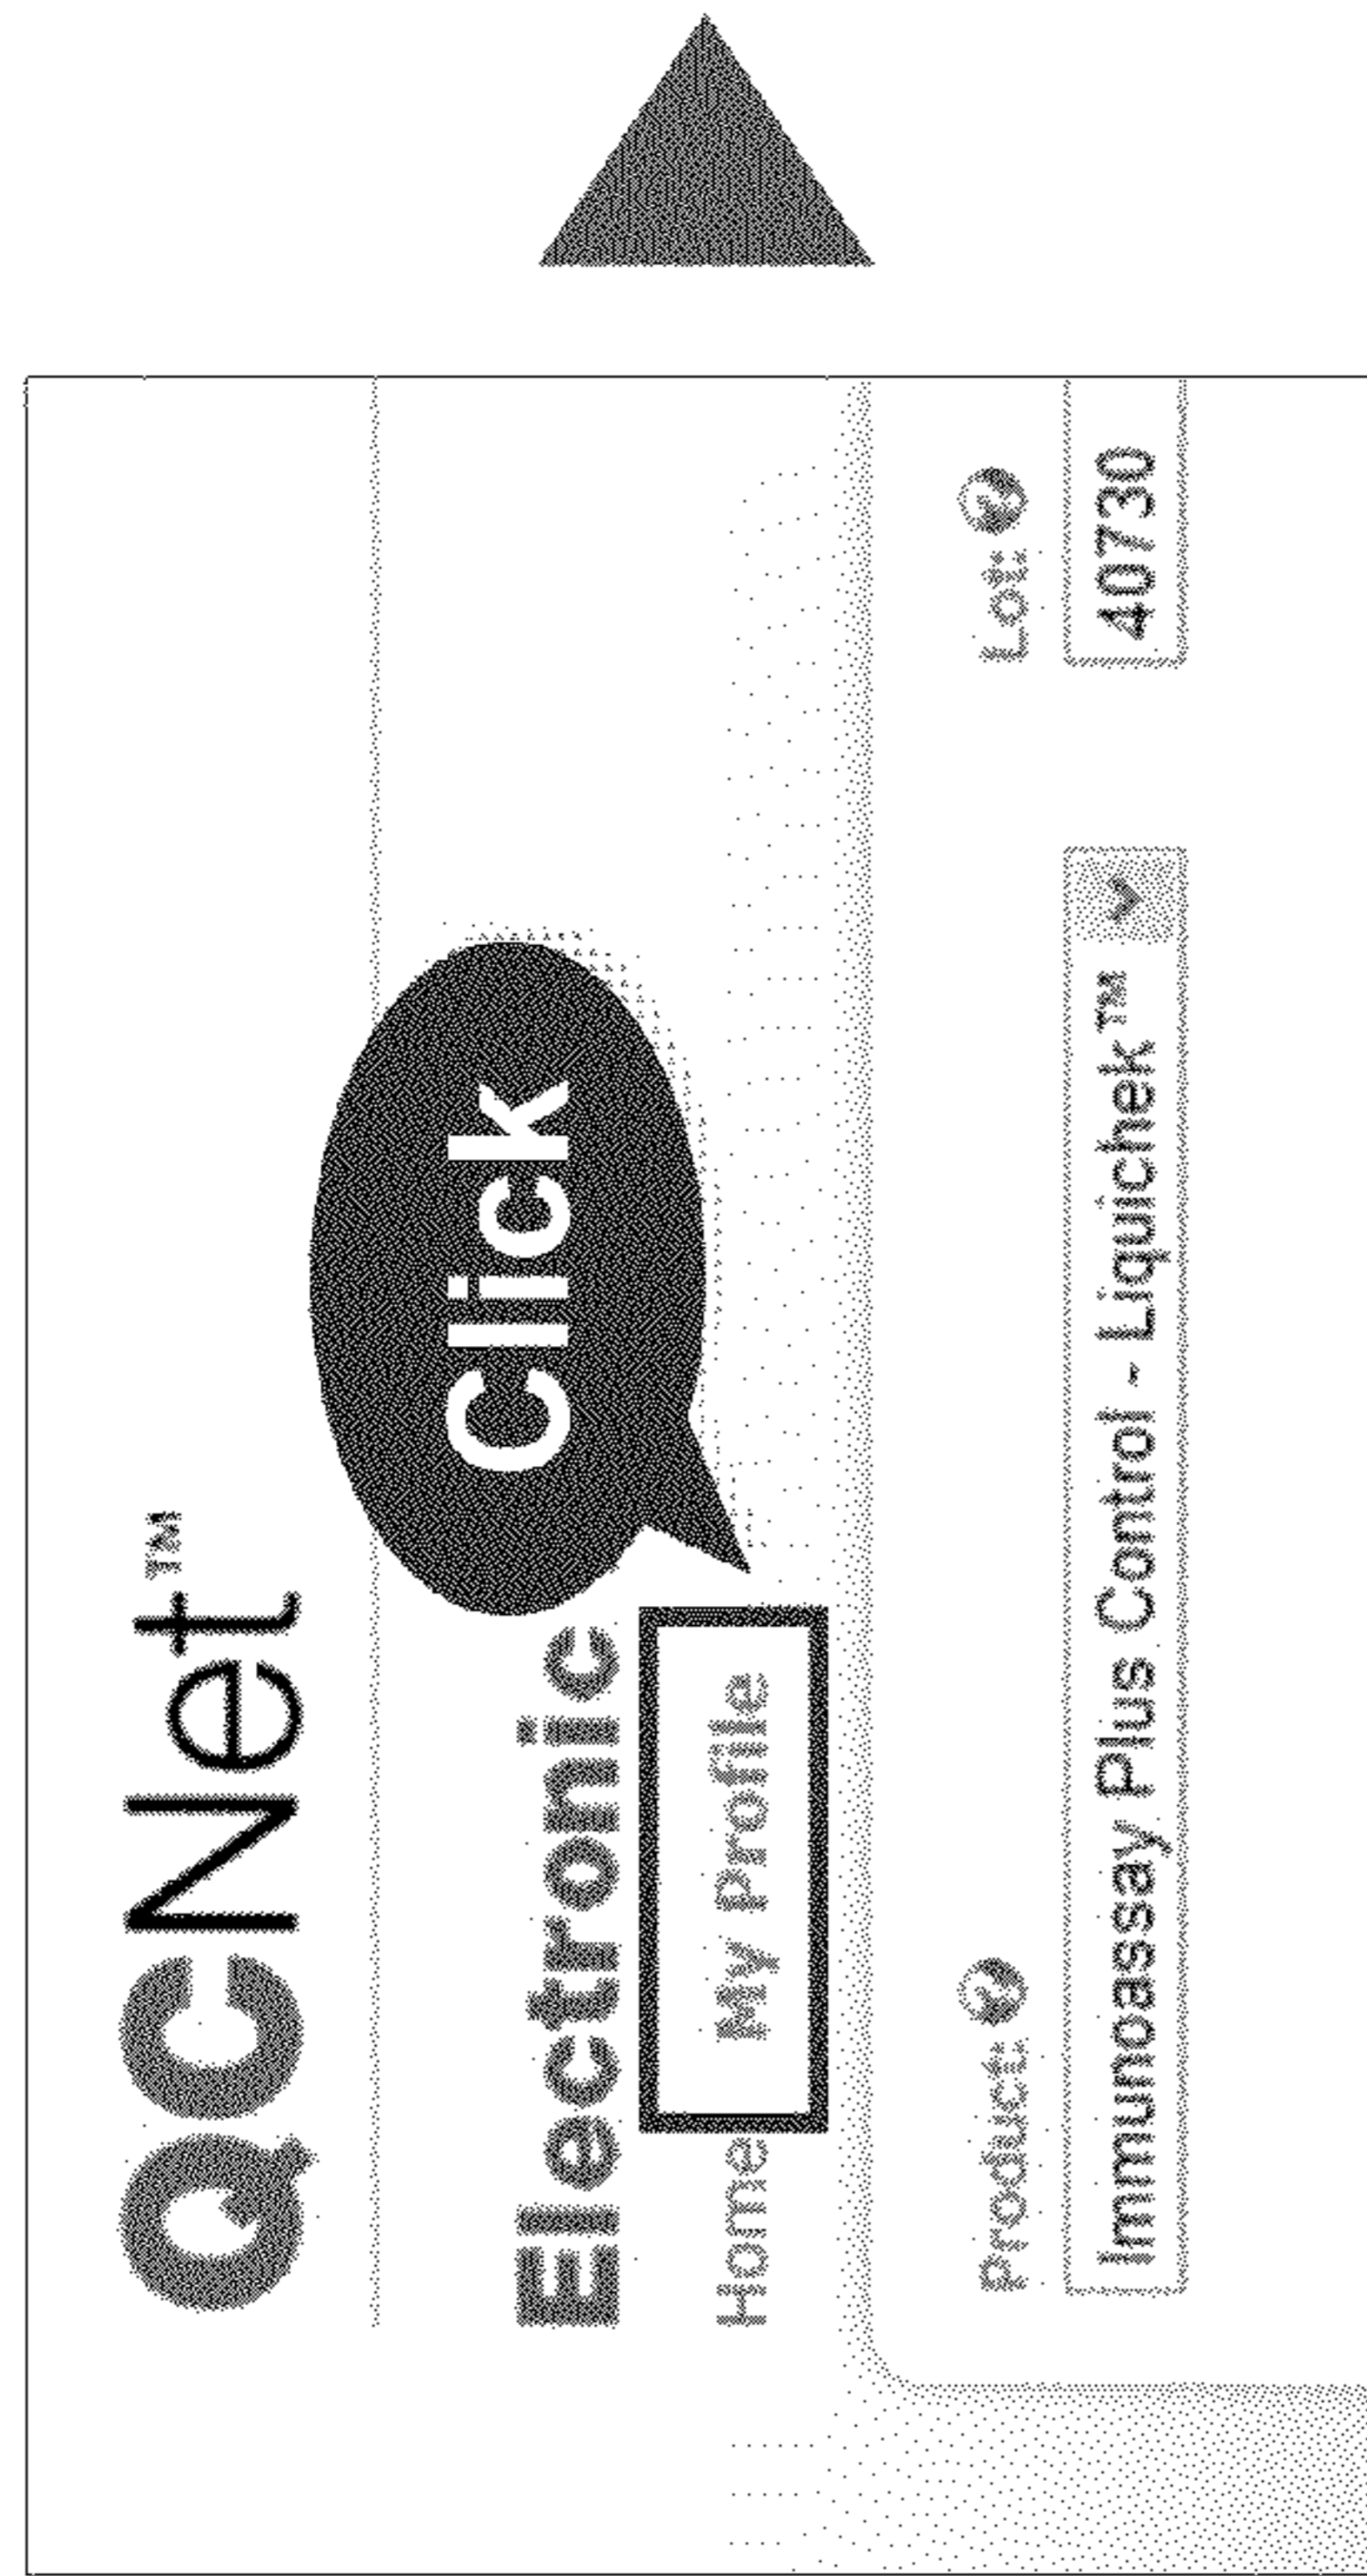 QCNet™
Click
Electronic
Home My Profile
Product: Lot:
Immunoassay Plus Control - Liquichek™ 40730